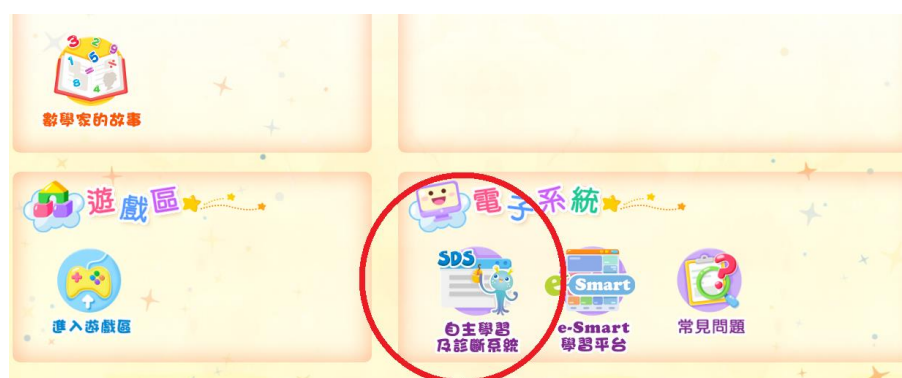 數學家的故事
遊戲區
進入遊戲區
電子系統
SDS
自主學習
及診斷系統
e Smart
e-Smart
學習平台
常見問題